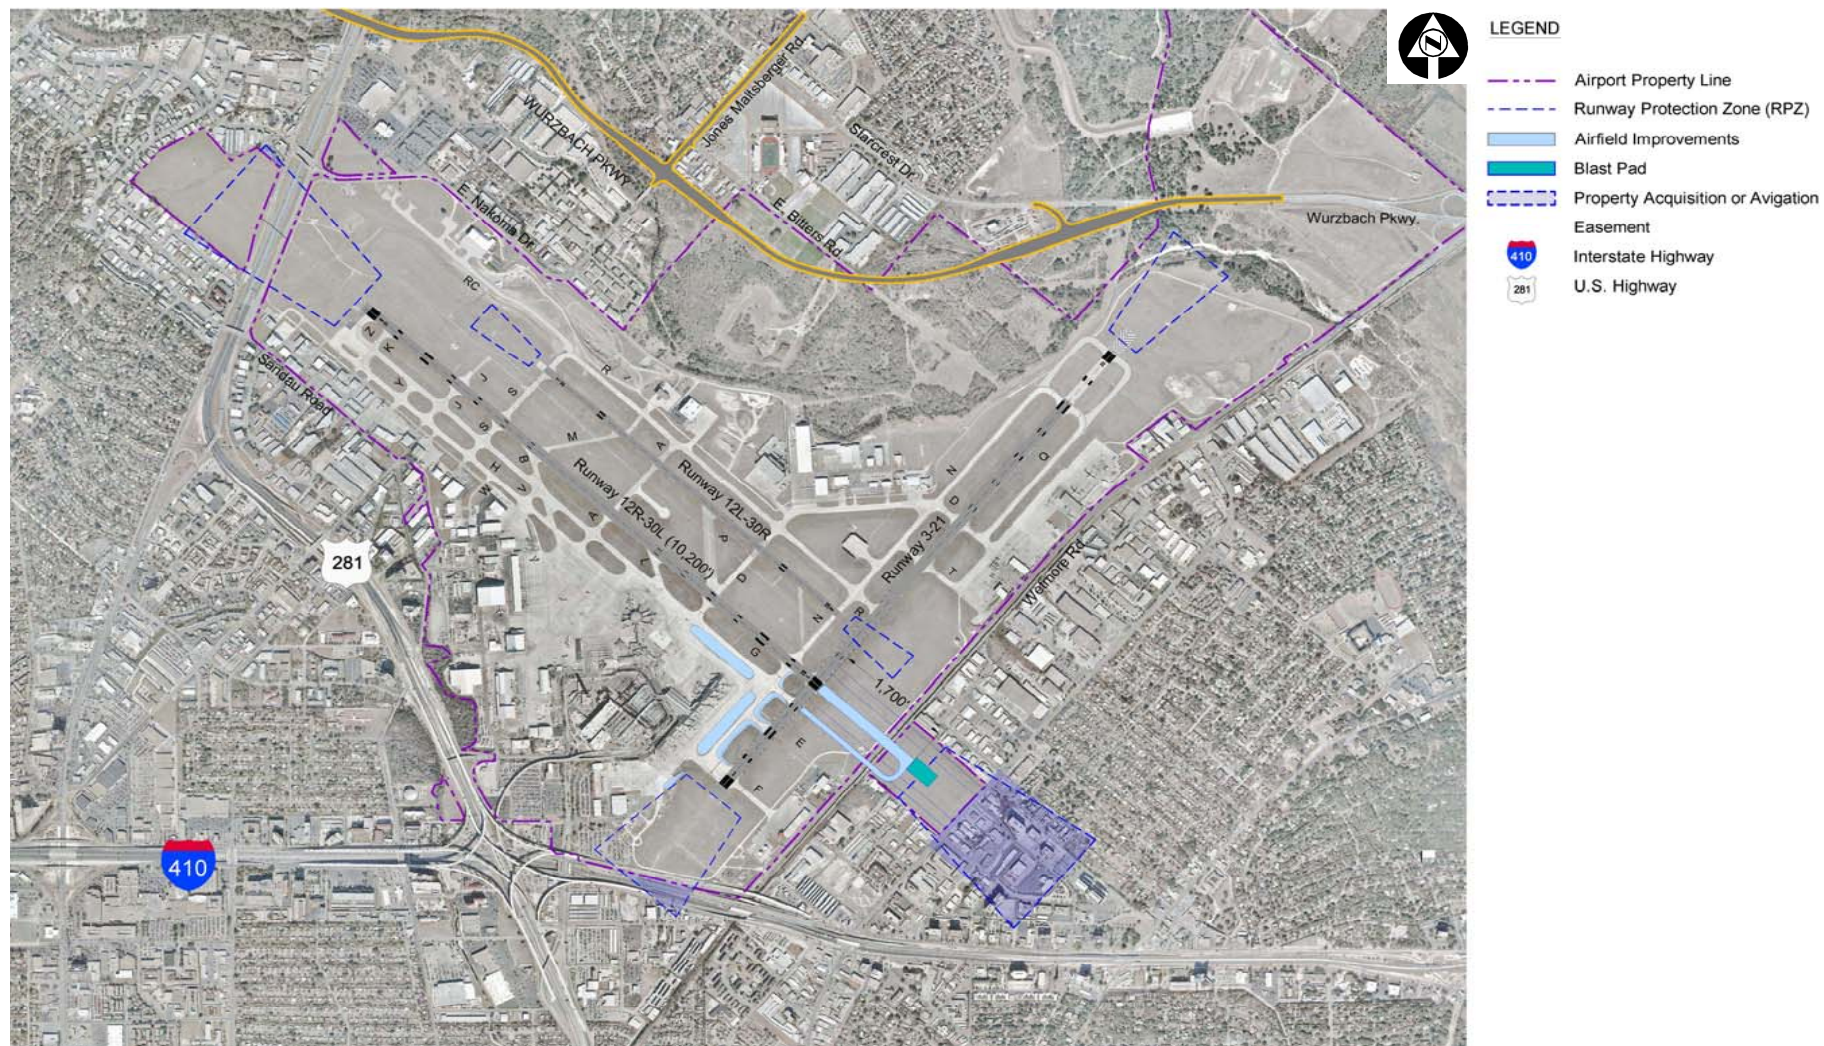 N
LEGEND
Airport Property Line
Runway Protection Zone (RPZ)
Airfield Improvements
Blast Pad
Property Acquisition or Avigation
Easement
410
Interstate Highway
281
U.S. Highway
WURZBACH PKWY
Jones Maltsberger Rd.
Starcrest Dr.
E. Nakoma Dr.
E. Bitters Rd.
Wurzbach Pkwy.
RC
R
Sandau Road
N
K
Y
J
J
S
S
M
A
H
B
W
V
A
Runway 12R-30L (10,200')
Runway 12L-30R
P
D
N
R
Runway 3-21
N
D
Q
T
Wetmore Rd.
G
1,700'
E
F
281
410